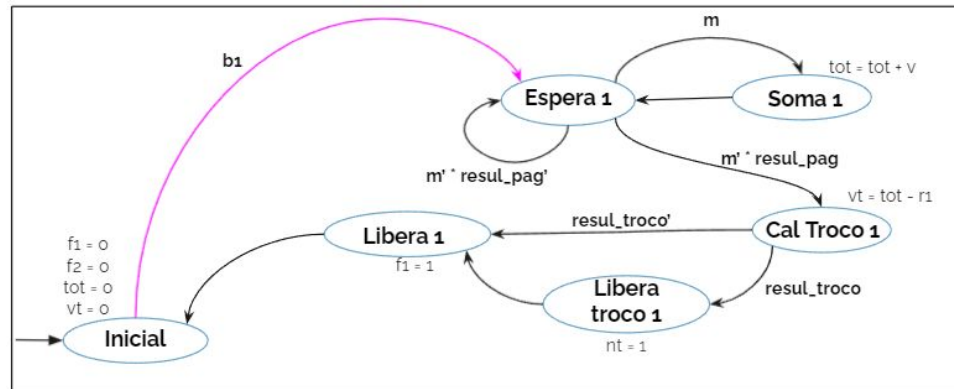 m
b1
tot = tot + v
Espera 1
Soma 1
m' * resul_pag
m' * resul_pag'
vt = tot - r1
resul_troco'
Libera 1
Cal Troco 1
f1 = 0
f2 = 0
tot = 0
vt = 0
f1 = 1
resul_troco
Libera
troco 1
Inicial
nt = 1